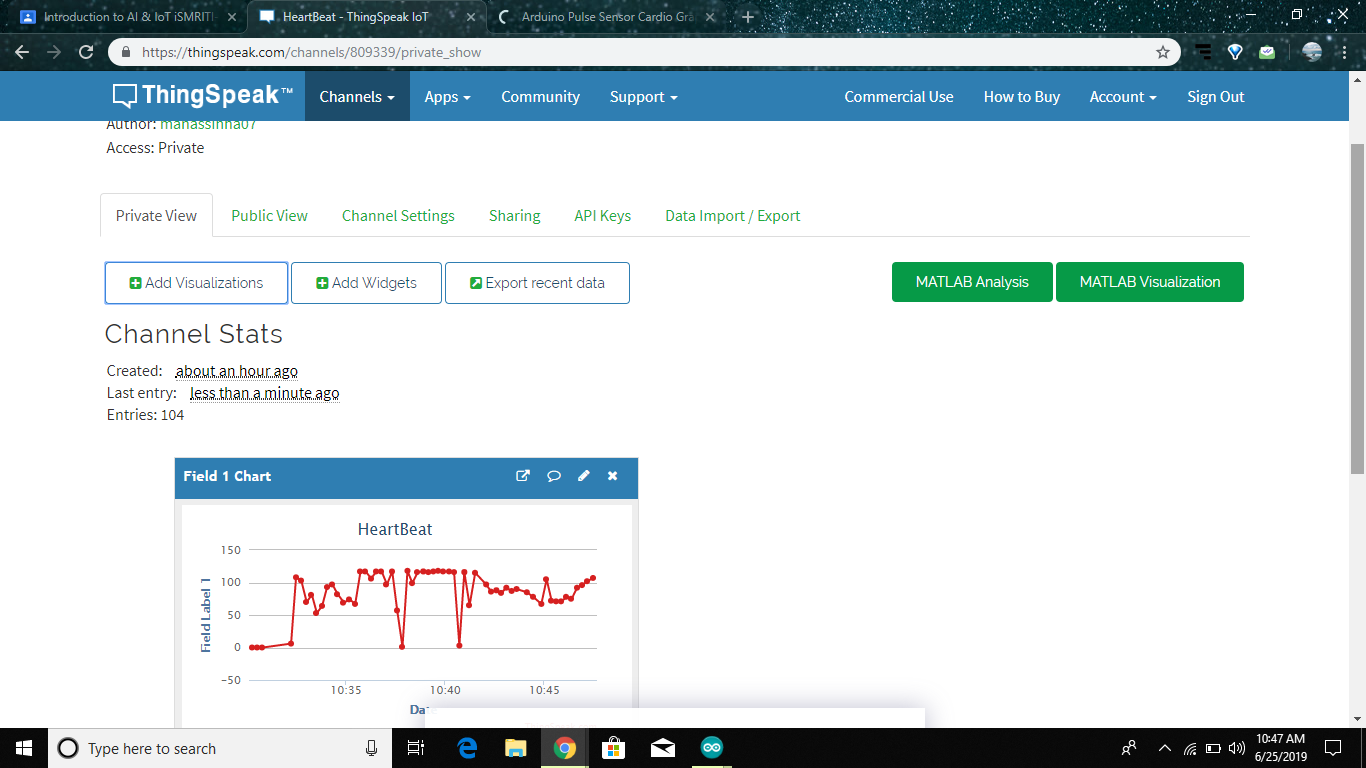 Introduction to AI & IoT iSMRITI
HeartBeat - ThingSpeak IoT
Arduino Pulse Sensor Cardio Gra
https://thingspeak.com/channels/809339/private_show
ThingSpeak™ Channels Apps Community Support Commercial Use How to Buy Account Sign Out
Author: manassinha07
Access: Private
Private View Public View Channel Settings Sharing API Keys Data Import / Export
Add Visualizations Add Widgets Export recent data MATLAB Analysis MATLAB Visualization
Channel Stats
Created: about an hour ago
Last entry: less than a minute ago
Entries: 104
Field 1 Chart
HeartBeat
Field Label 1
150
100
50
0
-50
10:35 10:40 10:45
Type here to search
10:47 AM
6/25/2019